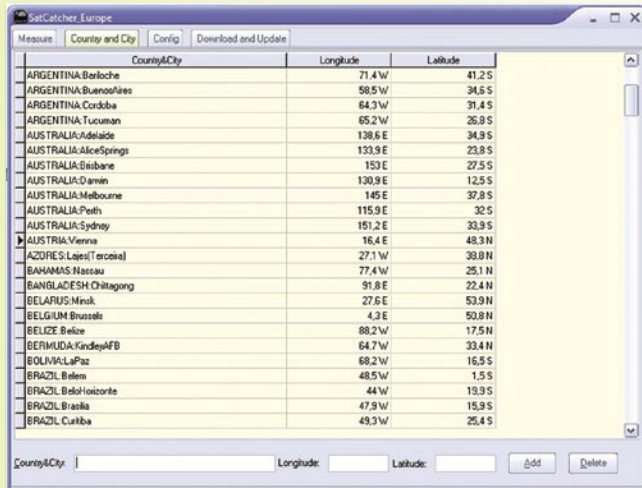 SatCatcher_Europe
Measure Country and City Config Download and Update
Country&City Longitude Latitude
ARGENTINA:Bariloche 71,4 W 41,2 S
ARGENTINA:BuenosAires 58,5 W 34,6 S
ARGENTINA:Cordoba 64,3 W 31,4 S
ARGENTINA:Tucuman 65,2 W 26,8 S
AUSTRALIA:Adelaide 138,6 E 34,9 S
AUSTRALIA:AliceSprings 133,9 E 23,8 S
AUSTRALIA:Brisbane 153 E 27,5 S
AUSTRALIA:Darwin 130,9 E 12,5 S
AUSTRALIA:Melbourne 145 E 37,8 S
AUSTRALIA:Perth 115,9 E 32 S
AUSTRALIA:Sydney 151,2 E 33,9 S
AUSTRIA:Vienna 16,4 E 48,3 N
AZORES:Lajes(Terceira) 27,1 W 38,8 N
BAHAMAS:Nassau 77,4 W 25,1 N
BANGLADESH:Chittagong 91,8 E 22,4 N
BELARUS:Minsk 27,6 E 53,9 N
BELGIUM:Brussels 4,3 E 50,8 N
BELIZE:Belize 88,2 W 17,5 N
BERMUDA:KindleyAFB 64,7 W 33,4 N
BOLIVIA:LaPaz 68,2 W 16,5 S
BRAZIL:Belem 48,5 W 1,5 S
BRAZIL:BeloHorizonte 44 W 19,9 S
BRAZIL:Brasilia 47,9 W 15,9 S
BRAZIL:Curitiba 49,3 W 25,4 S
Country&City: Longitude: Latitude: Add Delete